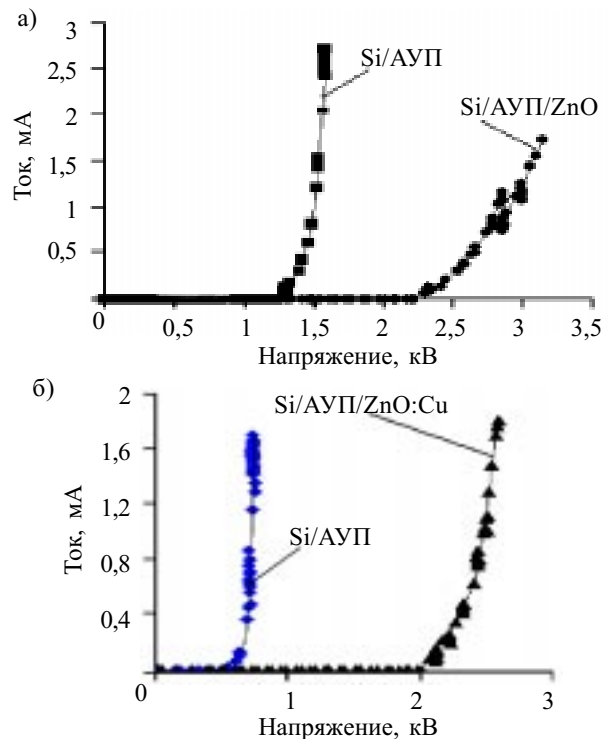 а)
3
2,5
2
1,5
1
0,5
Ток, мА
Si/АУП
Si/АУП/ZnO
0 0,5 1 1,5 2 2,5 3 3,5
Напряжение, кВ
б)
2
1,6
1,2
0,8
0,4
Ток, мА
Si/АУП/ZnO:Cu
Si/АУП
0 1 2 3
Напряжение, кВ